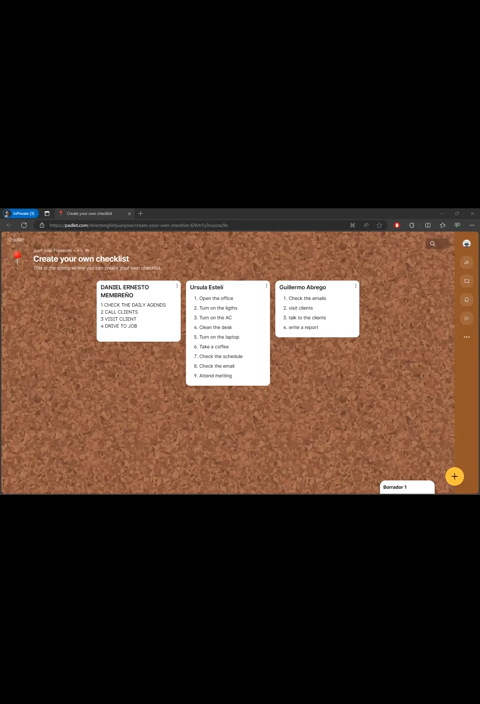 InPrivate (3)
Create your own checklist
padlet
Create your own checklist
This is the space where you can create your own checklist.
DANIEL ERNESTO
MEMBREÑO
1 CHECK THE DAILY AGENDS
2 CALL CLIENTS
3 VISIT CLIENT
4 DRIVE TO JOB
Ursula Esteli
1. Open the office
2. Turn on the ligths
3. Turn on the AC
4. Clean the desk
5. Turn on the laptop
6. Take a coffee
7. Check the schedule
8. Check the email
9. Attend metting
Guillermo Abrego
1. Check the emails
2. visit clients
3. talk to the clients
4. write a report
Borrador 1